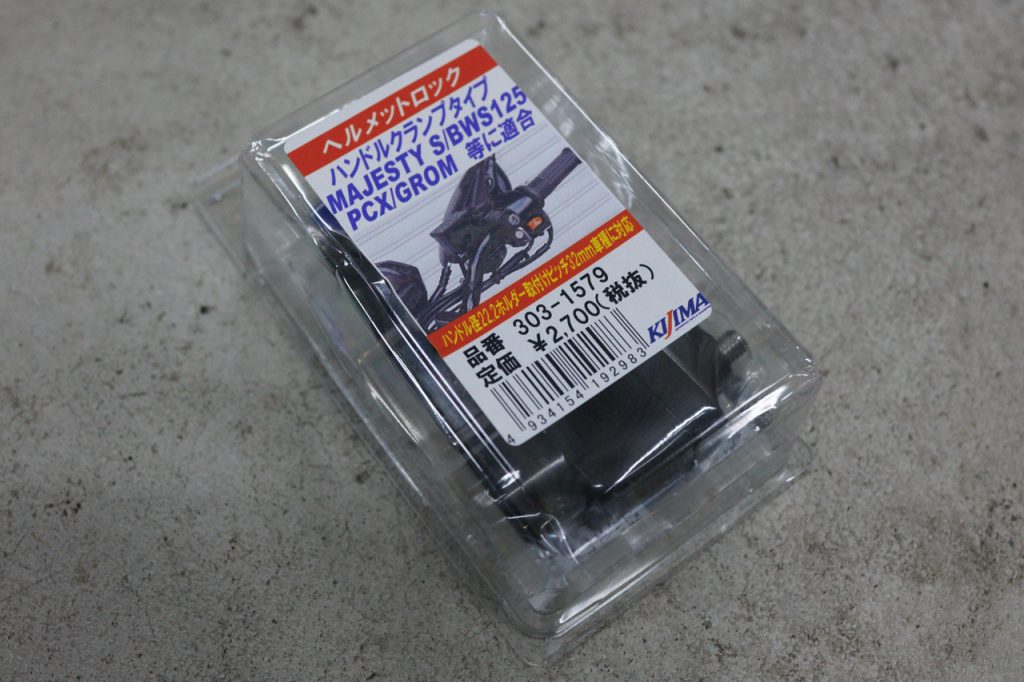 ヘルメットロック
ハンドルクランプタイプ
MAJESTY S/BWS125
PCX/GROM 等に適合
ハンドル径22.2ホルダー取付けピッチ32mm車種に対応
品番 303-1579
定価 ¥2,700(税抜)
KIJIMA
4 934154 192983